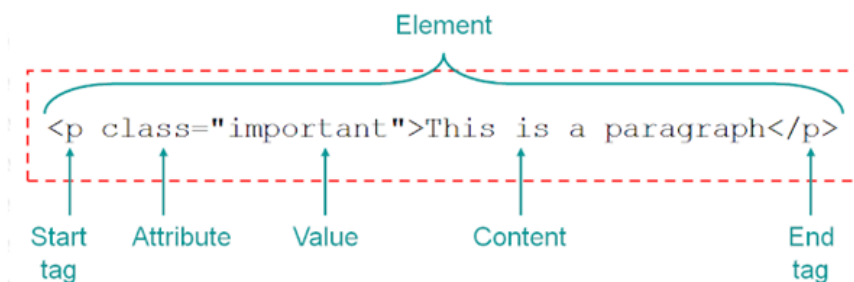 Element
<p class="important">This is a paragraph</p>
Start tag
Attribute
Value
Content
End tag